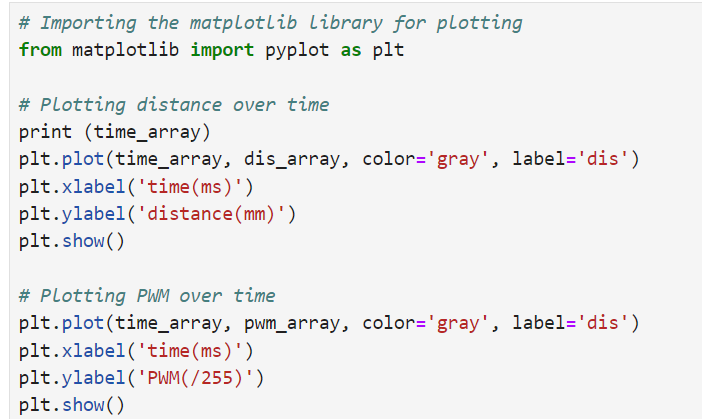 # Importing the matplotlib library for plotting
from matplotlib import pyplot as plt
# Plotting distance over time
print (time_array)
plt.plot(time_array, dis_array, color='gray', label='dis')
plt.xlabel('time(ms)')
plt.ylabel('distance(mm)')
plt.show()
# Plotting PWM over time
plt.plot(time_array, pwm_array, color='gray', label='dis')
plt.xlabel('time(ms)')
plt.ylabel('PWM(/255)')
plt.show()